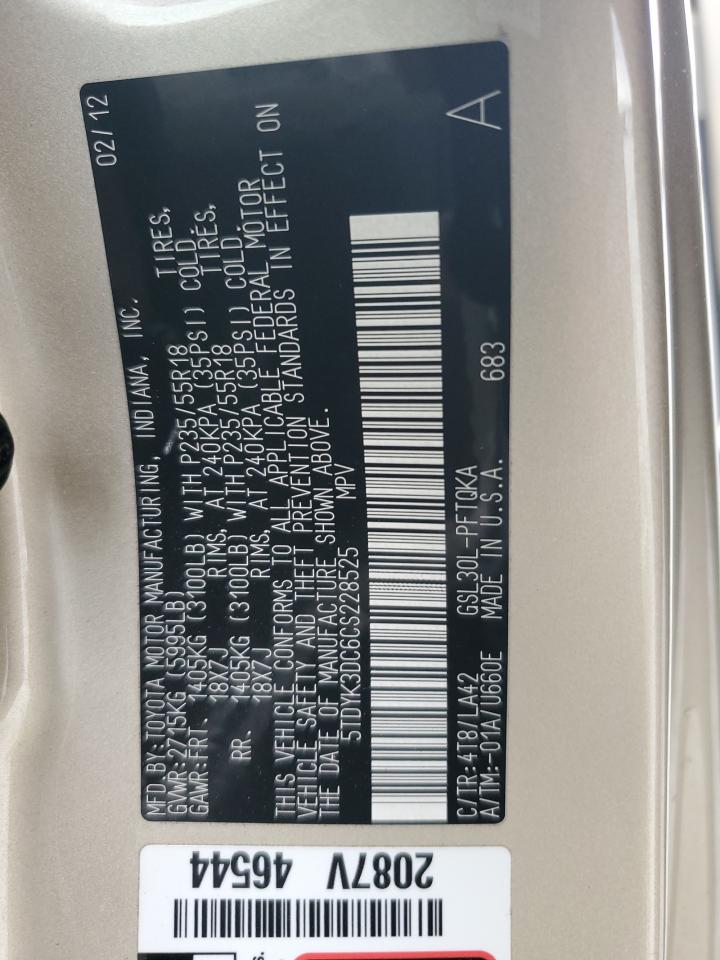 02/12
MFD BY:TOYOTA MOTOR MANUFACTURING, INDIANA, INC.
GVWR:2715KG (5995LB)
GAWR:FRT. 1405KG (3100LB) WITH P235/55R18 TIRES,
18X7J RIMS, AT 240KPA (35PSI) COLD
RR. 1405KG (3100LB) WITH P235/55R18 TIRES,
18X7J RIMS, AT 240KPA (35PSI) COLD.
THIS VEHICLE CONFORMS TO ALL APPLICABLE FEDERAL MOTOR
VEHICLE SAFETY AND THEFT PREVENTION STANDARDS IN EFFECT ON
THE DATE OF MANUFACTURE SHOWN ABOVE.
5TDYK3DC6CS228525 MPV
C/TR:4T8/LA42 GSL30L-PFTQKA
A/TM:-01A/U660E MADE IN U.S.A. 683 A
2087V 46544